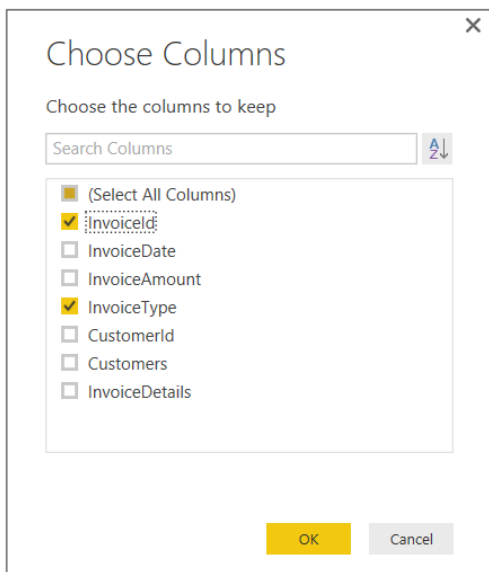 Choose Columns
Choose the columns to keep
Search Columns
A
Z
(Select All Columns)
InvoiceId
InvoiceDate
InvoiceAmount
InvoiceType
CustomerId
Customers
InvoiceDetails
OK
Cancel